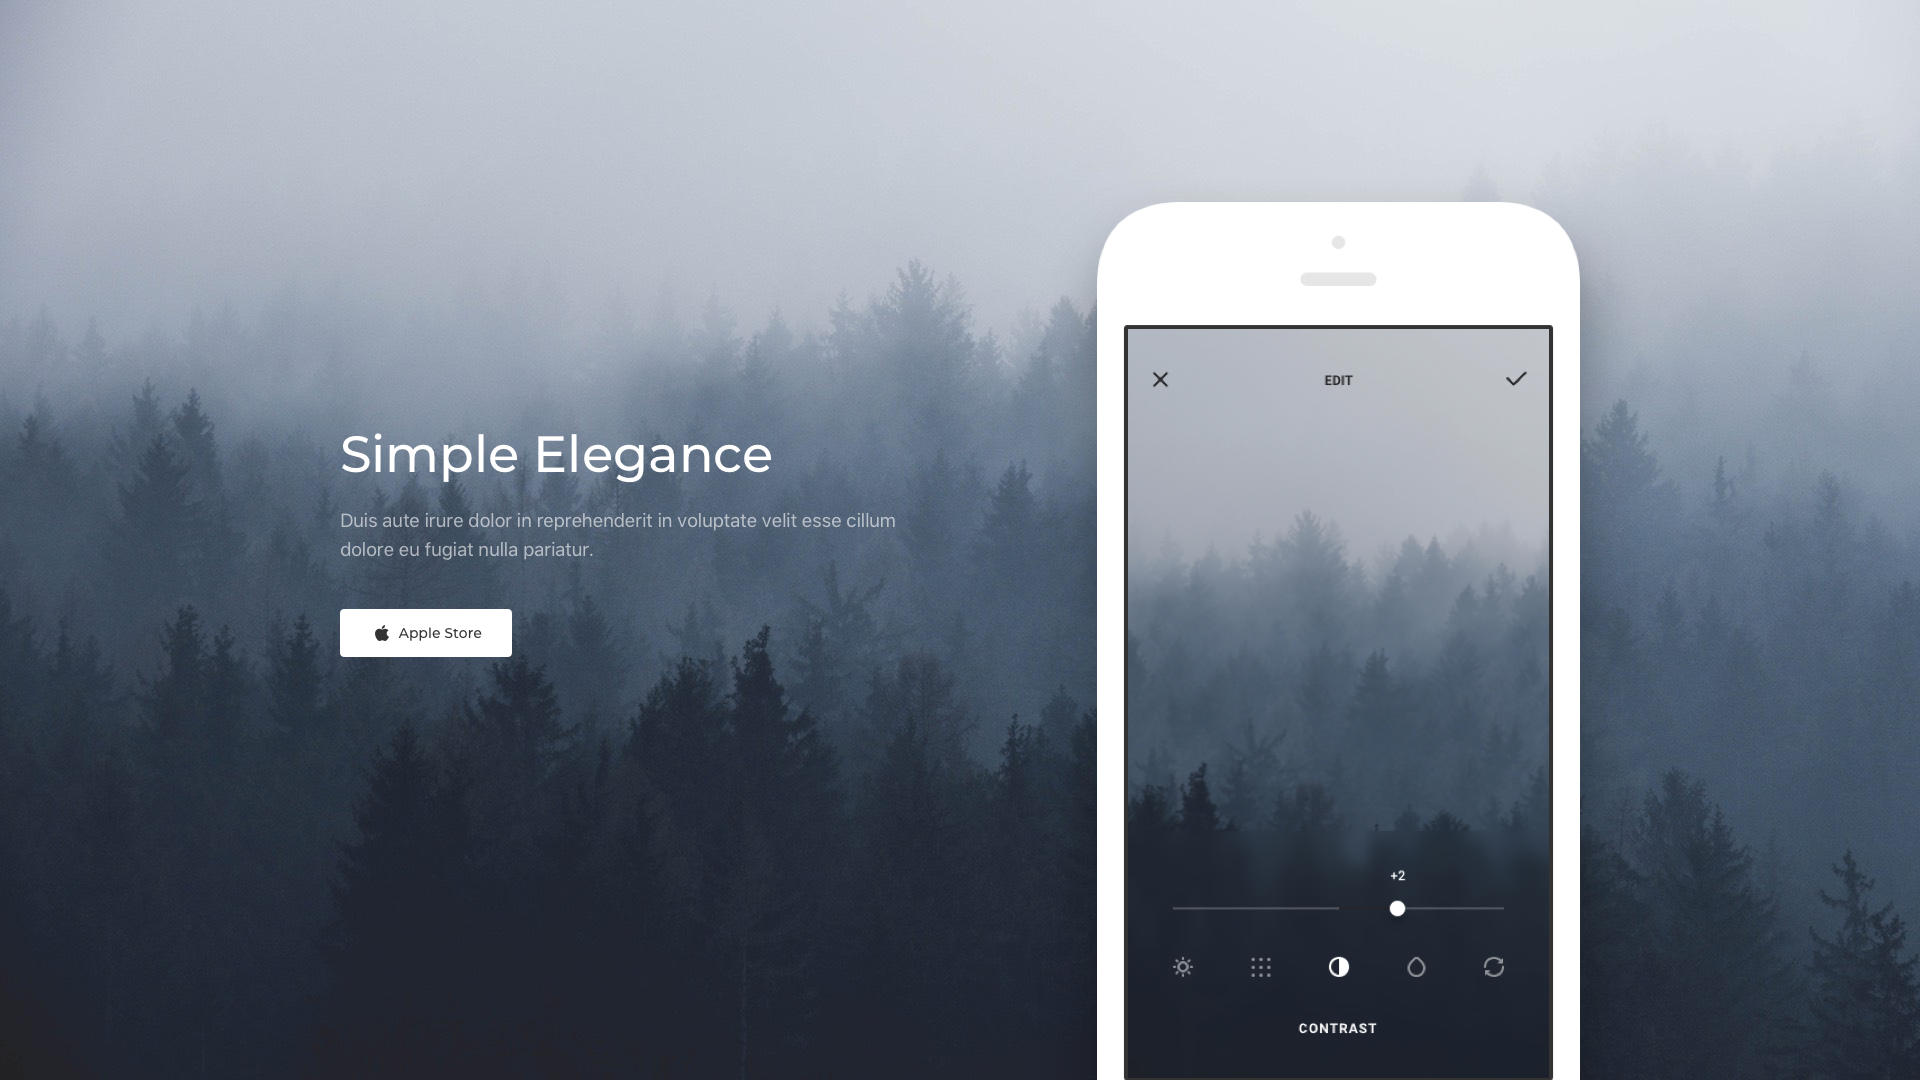 Simple Elegance
Duis aute irure dolor in reprehenderit in voluptate velit esse cillum
dolore eu fugiat nulla pariatur.
Apple Store
EDIT
+2
CONTRAST